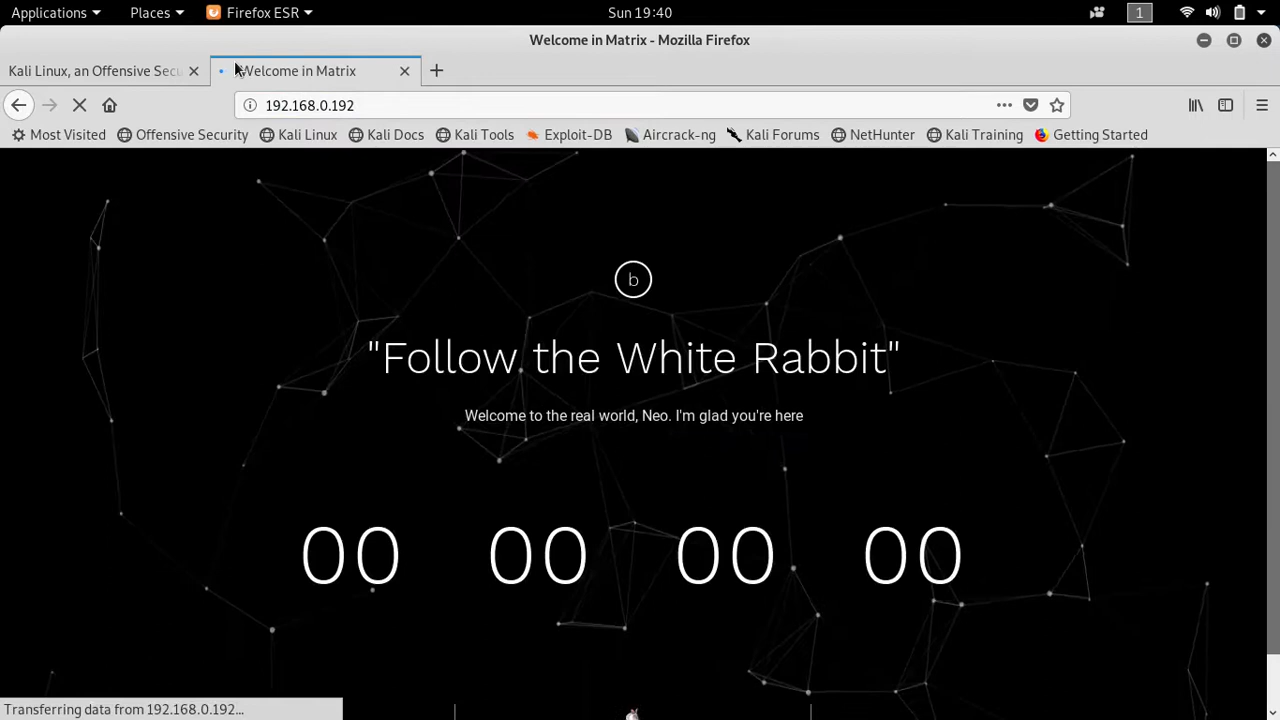 Applications Places Firefox ESR Sun 19:40 1
Welcome in Matrix - Mozilla Firefox
Kali Linux, an Offensive Secu Welcome in Matrix
192.168.0.192
Most Visited Offensive Security Kali Linux Kali Docs Kali Tools Exploit-DB Aircrack-ng Kali Forums NetHunter Kali Training Getting Started
b
"Follow the White Rabbit"
Welcome to the real world, Neo. I'm glad you're here
00 00 00 00
Transferring data from 192.168.0.192...